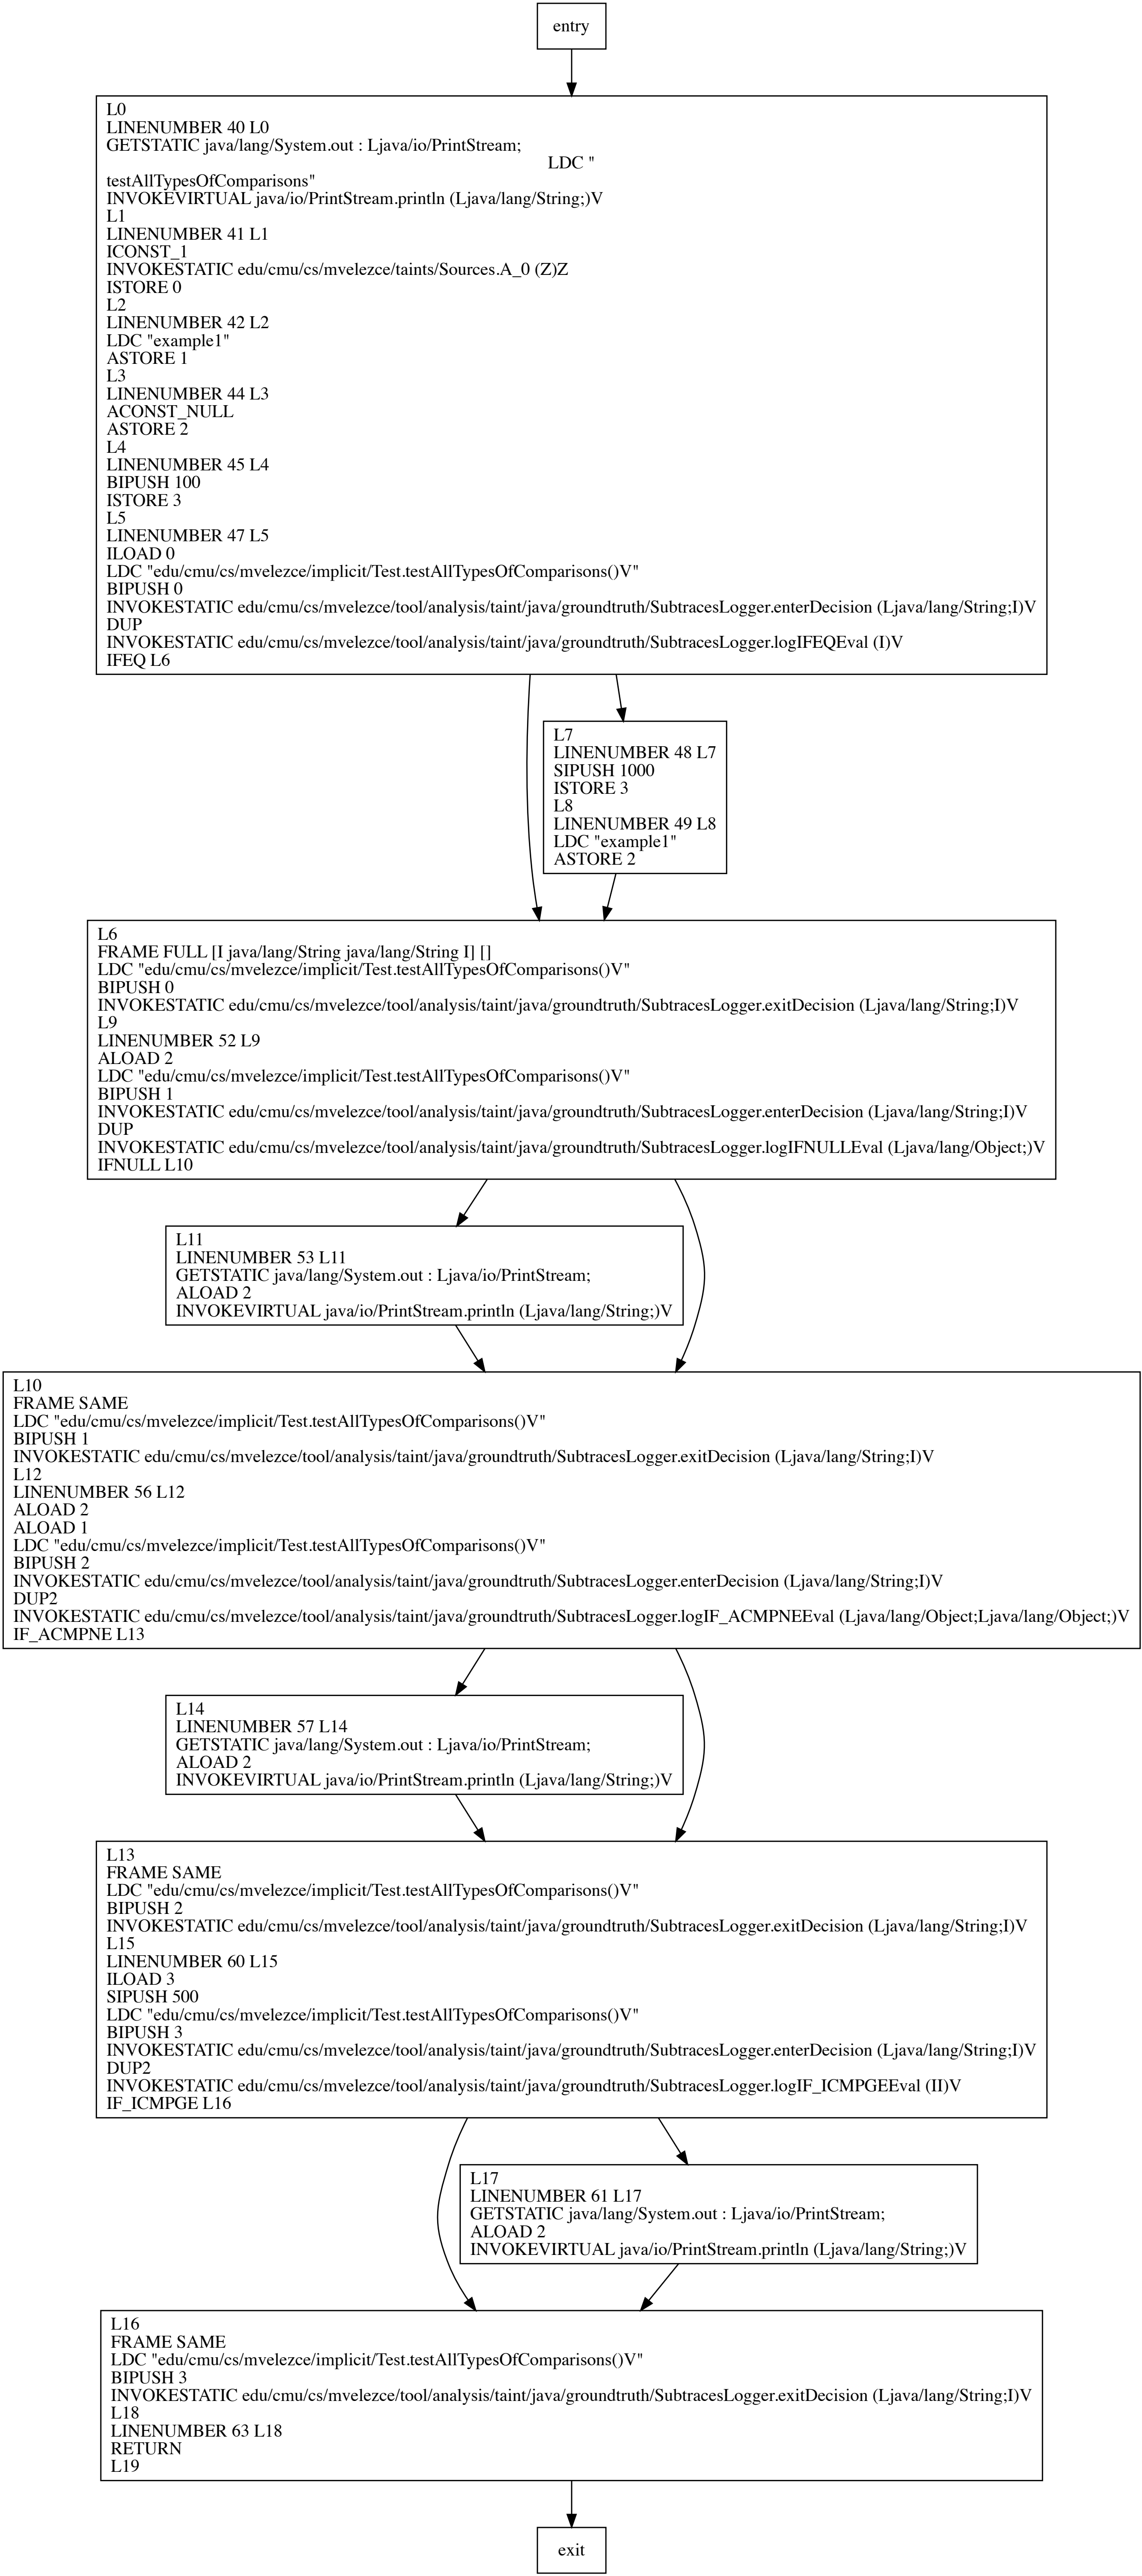 entry
L0
LINENUMBER 40 L0
GETSTATIC java/lang/System.out : Ljava/io/PrintStream;
LDC "
testAllTypesOfComparisons"
INVOKEVIRTUAL java/io/PrintStream.println (Ljava/lang/String;)V
L1
LINENUMBER 41 L1
ICONST_1
INVOKESTATIC edu/cmu/cs/mvelezce/taints/Sources.A_0 (Z)Z
ISTORE 0
L2
LINENUMBER 42 L2
LDC "example1"
ASTORE 1
L3
LINENUMBER 44 L3
ACONST_NULL
ASTORE 2
L4
LINENUMBER 45 L4
BIPUSH 100
ISTORE 3
L5
LINENUMBER 47 L5
ILOAD 0
LDC "edu/cmu/cs/mvelezce/implicit/Test.testAllTypesOfComparisons()V"
BIPUSH 0
INVOKESTATIC edu/cmu/cs/mvelezce/tool/analysis/taint/java/groundtruth/SubtracesLogger.enterDecision (Ljava/lang/String;I)V
DUP
INVOKESTATIC edu/cmu/cs/mvelezce/tool/analysis/taint/java/groundtruth/SubtracesLogger.logIFEQEval (I)V
IFEQ L6
L7
LINENUMBER 48 L7
SIPUSH 1000
ISTORE 3
L8
LINENUMBER 49 L8
LDC "example1"
ASTORE 2
L6
FRAME FULL [I java/lang/String java/lang/String I] []
LDC "edu/cmu/cs/mvelezce/implicit/Test.testAllTypesOfComparisons()V"
BIPUSH 0
INVOKESTATIC edu/cmu/cs/mvelezce/tool/analysis/taint/java/groundtruth/SubtracesLogger.exitDecision (Ljava/lang/String;I)V
L9
LINENUMBER 52 L9
ALOAD 2
LDC "edu/cmu/cs/mvelezce/implicit/Test.testAllTypesOfComparisons()V"
BIPUSH 1
INVOKESTATIC edu/cmu/cs/mvelezce/tool/analysis/taint/java/groundtruth/SubtracesLogger.enterDecision (Ljava/lang/String;I)V
DUP
INVOKESTATIC edu/cmu/cs/mvelezce/tool/analysis/taint/java/groundtruth/SubtracesLogger.logIFNULLEval (Ljava/lang/Object;)V
IFNULL L10
L11
LINENUMBER 53 L11
GETSTATIC java/lang/System.out : Ljava/io/PrintStream;
ALOAD 2
INVOKEVIRTUAL java/io/PrintStream.println (Ljava/lang/String;)V
L10
FRAME SAME
LDC "edu/cmu/cs/mvelezce/implicit/Test.testAllTypesOfComparisons()V"
BIPUSH 1
INVOKESTATIC edu/cmu/cs/mvelezce/tool/analysis/taint/java/groundtruth/SubtracesLogger.exitDecision (Ljava/lang/String;I)V
L12
LINENUMBER 56 L12
ALOAD 2
ALOAD 1
LDC "edu/cmu/cs/mvelezce/implicit/Test.testAllTypesOfComparisons()V"
BIPUSH 2
INVOKESTATIC edu/cmu/cs/mvelezce/tool/analysis/taint/java/groundtruth/SubtracesLogger.enterDecision (Ljava/lang/String;I)V
DUP2
INVOKESTATIC edu/cmu/cs/mvelezce/tool/analysis/taint/java/groundtruth/SubtracesLogger.logIF_ACMPNEEval (Ljava/lang/Object;Ljava/lang/Object;)V
IF_ACMPNE L13
L14
LINENUMBER 57 L14
GETSTATIC java/lang/System.out : Ljava/io/PrintStream;
ALOAD 2
INVOKEVIRTUAL java/io/PrintStream.println (Ljava/lang/String;)V
L13
FRAME SAME
LDC "edu/cmu/cs/mvelezce/implicit/Test.testAllTypesOfComparisons()V"
BIPUSH 2
INVOKESTATIC edu/cmu/cs/mvelezce/tool/analysis/taint/java/groundtruth/SubtracesLogger.exitDecision (Ljava/lang/String;I)V
L15
LINENUMBER 60 L15
ILOAD 3
SIPUSH 500
LDC "edu/cmu/cs/mvelezce/implicit/Test.testAllTypesOfComparisons()V"
BIPUSH 3
INVOKESTATIC edu/cmu/cs/mvelezce/tool/analysis/taint/java/groundtruth/SubtracesLogger.enterDecision (Ljava/lang/String;I)V
DUP2
INVOKESTATIC edu/cmu/cs/mvelezce/tool/analysis/taint/java/groundtruth/SubtracesLogger.logIF_ICMPGEEval (II)V
IF_ICMPGE L16
L17
LINENUMBER 61 L17
GETSTATIC java/lang/System.out : Ljava/io/PrintStream;
ALOAD 2
INVOKEVIRTUAL java/io/PrintStream.println (Ljava/lang/String;)V
L16
FRAME SAME
LDC "edu/cmu/cs/mvelezce/implicit/Test.testAllTypesOfComparisons()V"
BIPUSH 3
INVOKESTATIC edu/cmu/cs/mvelezce/tool/analysis/taint/java/groundtruth/SubtracesLogger.exitDecision (Ljava/lang/String;I)V
L18
LINENUMBER 63 L18
RETURN
L19
exit